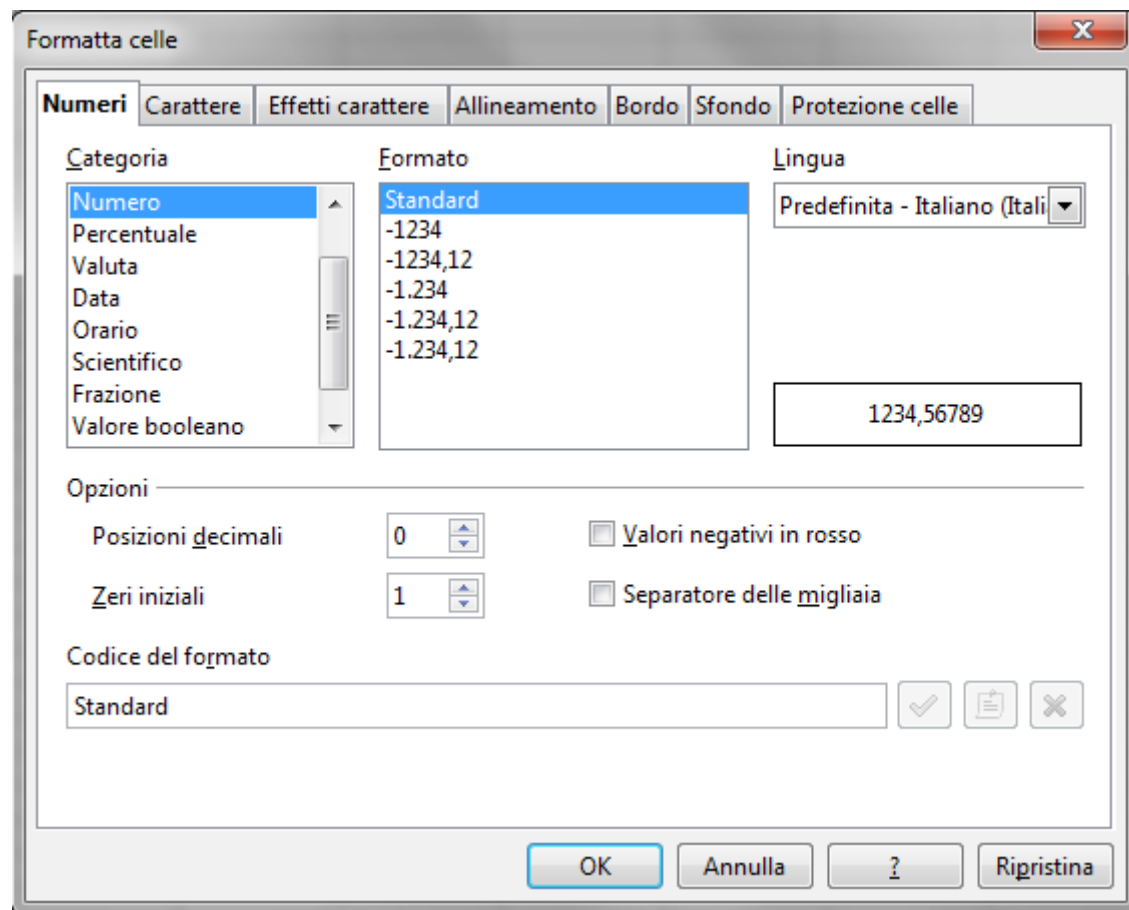 Formatta celle
Numeri Carattere Effetti carattere Allineamento Bordo Sfondo Protezione celle
Categoria
Numero
Percentuale
Valuta
Data
Orario
Scientifico
Frazione
Valore booleano
Formato
Standard
-1234
-1234,12
-1.234
-1.234,12
-1.234,12
Lingua
Predefinita - Italiano (Itali
1234,56789
Opzioni
Posizioni decimali 0
Valori negativi in rosso
Zeri iniziali 1
Separatore delle migliaia
Codice del formato
Standard
OK Annulla ? Ripristina